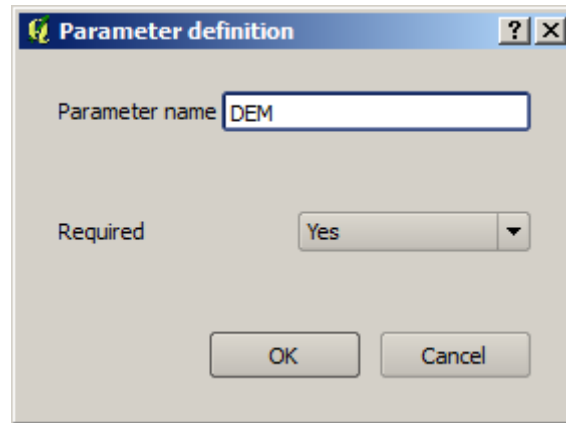 Parameter definition ?
Parameter name DEM
Required Yes
OK Cancel